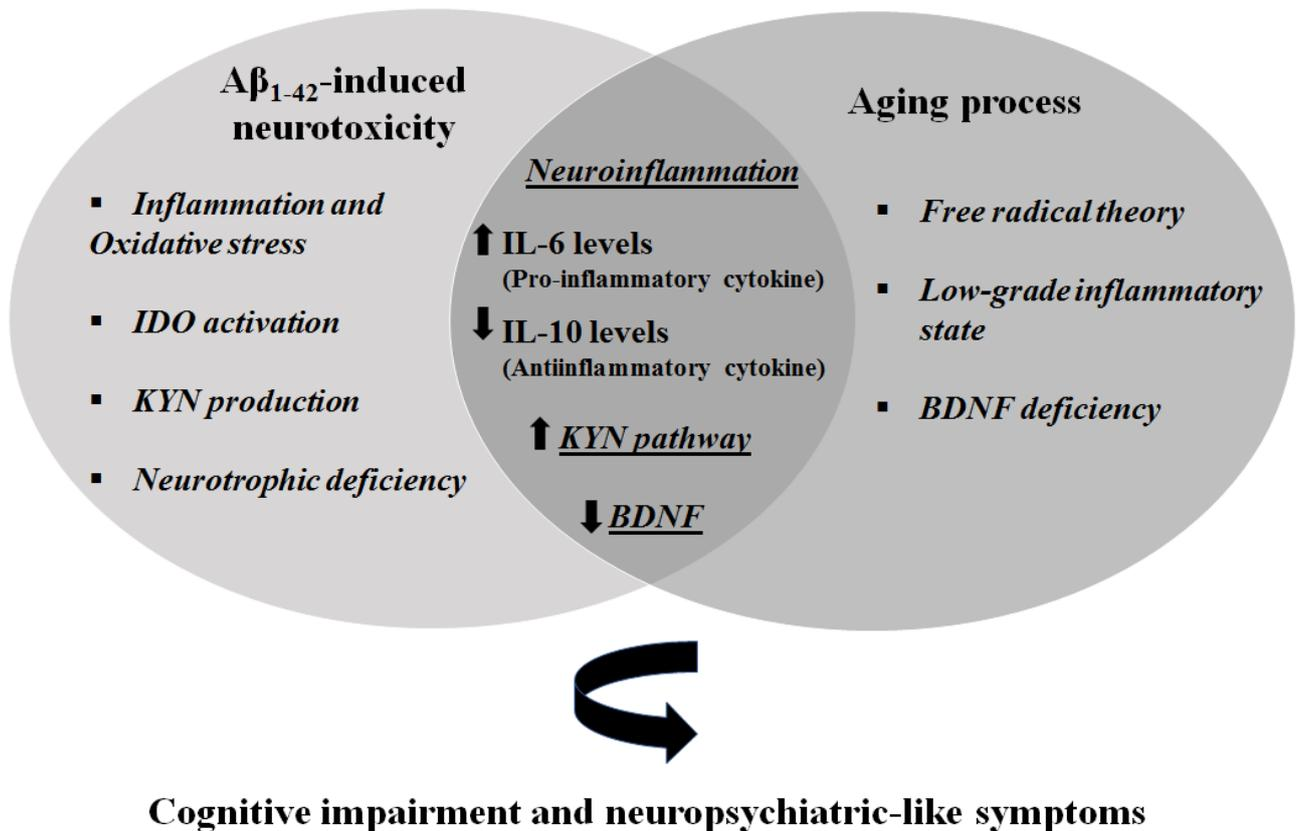 Aβ1-42-induced
neurotoxicity
▪ Inflammation and
Oxidative stress
▪ IDO activation
▪ KYN production
▪ Neurotrophic deficiency
Neuroinflammation
⬆ IL-6 levels
(Pro-inflammatory cytokine)
⬇ IL-10 levels
(Antiinflammatory cytokine)
⬆ KYN pathway
⬇ BDNF
Aging process
▪ Free radical theory
▪ Low-grade inflammatory
state
▪ BDNF deficiency
Cognitive impairment and neuropsychiatric-like symptoms